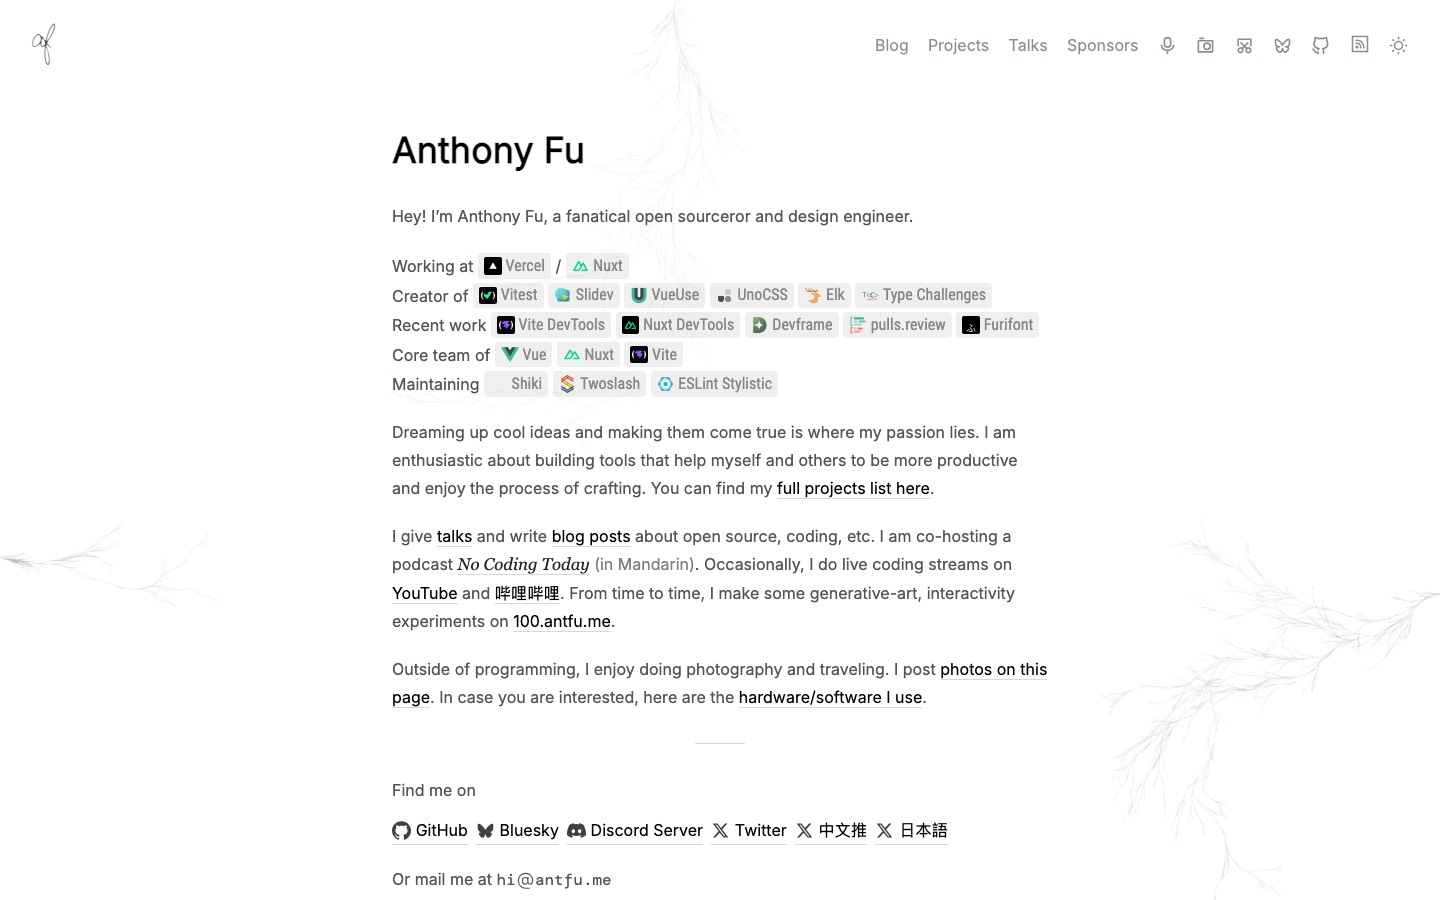 af
Blog Projects Talks Sponsors
Anthony Fu
Hey! I’m Anthony Fu, a fanatical open sourceror and design engineer.
Working at Vercel / Nuxt
Creator of Vitest Slidev VueUse UnoCSS Elk Type Challenges
Recent work Vite DevTools Nuxt DevTools Devframe pulls.review Furifont
Core team of Vue Nuxt Vite
Maintaining Shiki Twoslash ESLint Stylistic
Dreaming up cool ideas and making them come true is where my passion lies. I am
enthusiastic about building tools that help myself and others to be more productive
and enjoy the process of crafting. You can find my full projects list here.
I give talks and write blog posts about open source, coding, etc. I am co-hosting a
podcast No Coding Today (in Mandarin). Occasionally, I do live coding streams on
YouTube and 哔哩哔哩. From time to time, I make some generative-art, interactivity
experiments on 100.antfu.me.
Outside of programming, I enjoy doing photography and traveling. I post photos on this
page. In case you are interested, here are the hardware/software I use.
Find me on
GitHub Bluesky Discord Server Twitter 中文推 日本語
Or mail me at hi@antfu.me